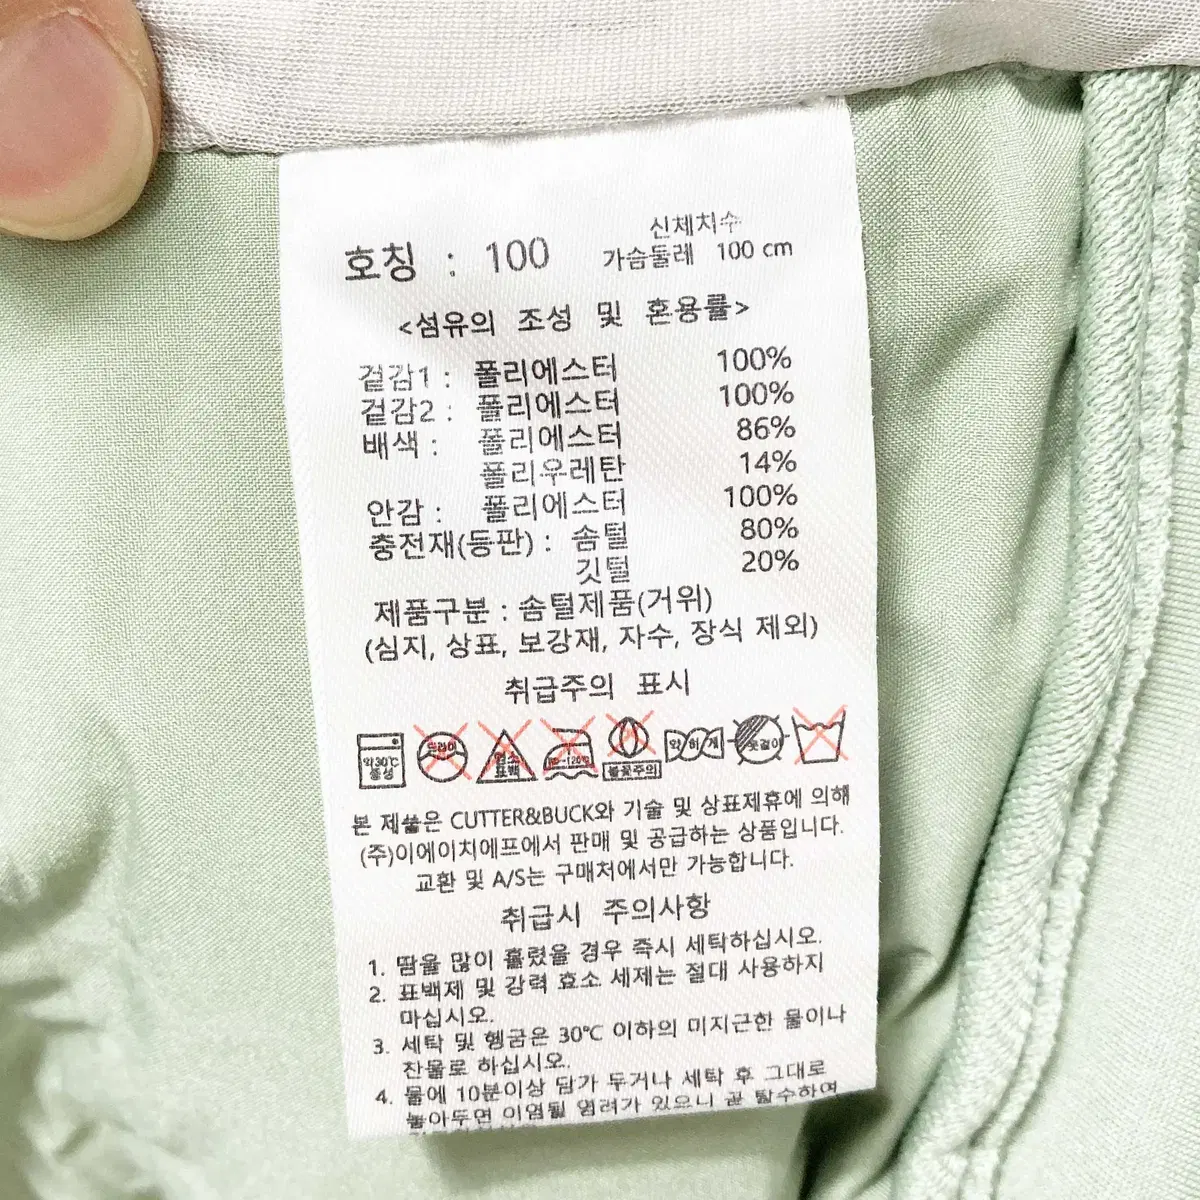 호칭 : 100 신체치수
가슴둘레 100 cm
<섬유의 조성 및 혼용률>
겉감1 : 폴리에스터 100%
겉감2 : 폴리에스터 100%
배색 : 폴리에스터 86%
폴리우레탄 14%
안감 : 폴리에스터 100%
충전재(등판) : 솜털 80%
깃털 20%
제품구분 : 솜털제품(거위)
(심지, 상표, 보강재, 자수, 장식 제외)
취급주의 표시
약30℃ 중성 드라이 염소 표백 불꽃주의 약하게 옷걸이
본 제품은 CUTTER&BUCK와 기술 및 상표제휴에 의해
(주)이에이치에프에서 판매 및 공급하는 상품입니다.
교환 및 A/S는 구매처에서만 가능합니다.
취급시 주의사항
1. 땀을 많이 흘렸을 경우 즉시 세탁하십시오.
2. 표백제 및 강력 효소 세제는 절대 사용하지
마십시오.
3. 세탁 및 헹굼은 30℃ 이하의 미지근한 물이나
찬물로 하십시오.
4. 물에 10분이상 담가 두거나 세탁 후 그대로
놓아두면 이염될 염려가 있으니 곧 탈수하여